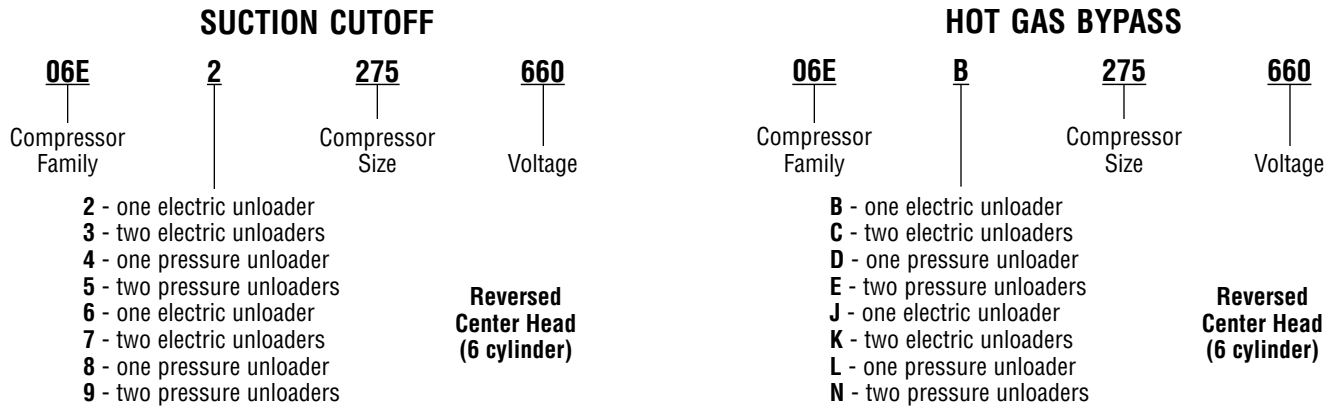 SUCTION CUTOFF
06E 2 275 660
Compressor Family
Compressor Size
Voltage
2 - one electric unloader
3 - two electric unloaders
4 - one pressure unloader
5 - two pressure unloaders
6 - one electric unloader
7 - two electric unloaders
8 - one pressure unloader
9 - two pressure unloaders
Reversed
Center Head
(6 cylinder)
HOT GAS BYPASS
06E B 275 660
Compressor Family
Compressor Size
Voltage
B - one electric unloader
C - two electric unloaders
D - one pressure unloader
E - two pressure unloaders
J - one electric unloader
K - two electric unloaders
L - one pressure unloader
N - two pressure unloaders
Reversed
Center Head
(6 cylinder)